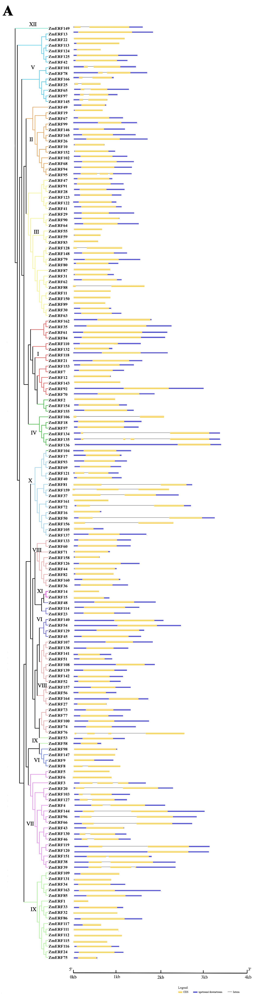 A
XII
ZmERF149
ZmERF13
ZmERF22
ZmERF113
ZmERF124
ZmERF125
ZmERF42
V
ZmERF101
ZmERF78
ZmERF166
ZmERF25
ZmERF65
ZmERF97
ZmERF145
ZmERF49
ZmERF19
ZmERF67
ZmERF99
ZmERF146
ZmERF165
II
ZmERF26
ZmERF10
ZmERF152
ZmERF102
ZmERF68
ZmERF94
ZmERF95
ZmERF47
ZmERF91
ZmERF28
ZmERF123
ZmERF122
ZmERF41
ZmERF29
ZmERF90
ZmERF64
ZmERF55
III
ZmERF59
ZmERF83
ZmERF128
ZmERF148
ZmERF79
ZmERF80
ZmERF87
ZmERF31
ZmERF62
ZmERF88
ZmERF11
ZmERF150
ZmERF89
ZmERF30
ZmERF63
ZmERF162
ZmERF35
ZmERF61
ZmERF84
ZmERF110
ZmERF132
I
ZmERF118
ZmERF21
ZmERF153
ZmERF7
ZmERF12
ZmERF143
ZmERF92
ZmERF70
ZmERF2
ZmERF154
ZmERF155
ZmERF106
ZmERF18
ZmERF57
IV
ZmERF134
ZmERF135
ZmERF136
ZmERF104
ZmERF17
ZmERF93
ZmERF69
ZmERF121
X
ZmERF40
ZmERF81
ZmERF159
ZmERF37
ZmERF161
ZmERF72
ZmERF16
ZmERF50
ZmERF156
ZmERF105
ZmERF137
ZmERF133
ZmERF60
VIII
ZmERF71
ZmERF158
ZmERF126
ZmERF44
ZmERF82
ZmERF160
ZmERF36
XI
ZmERF14
ZmERF15
ZmERF48
ZmERF114
ZmERF23
VI
ZmERF140
ZmERF54
ZmERF129
ZmERF45
ZmERF107
ZmERF138
ZmERF141
ZmERF51
ZmERF108
ZmERF139
ZmERF142
ZmERF52
VIII
ZmERF157
ZmERF56
ZmERF164
ZmERF27
ZmERF73
ZmERF77
ZmERF100
ZmERF74
ZmERF76
ZmERF53
IX
ZmERF58
ZmERF98
ZmERF147
VI
ZmERF9
ZmERF8
ZmERF5
ZmERF6
ZmERF3
ZmERF20
ZmERF103
ZmERF127
ZmERF4
ZmERF144
ZmERF96
VII
ZmERF66
ZmERF43
ZmERF130
ZmERF46
ZmERF119
ZmERF120
ZmERF151
ZmERF38
ZmERF39
ZmERF109
ZmERF131
ZmERF34
ZmERF163
ZmERF85
ZmERF1
IX
ZmERF33
ZmERF32
ZmERF86
ZmERF117
ZmERF111
ZmERF112
ZmERF115
ZmERF116
ZmERF24
ZmERF75
5' 3'
0kb 1kb 2kb 3kb 4kb
Legend:
CDS upstream/ downstream Intron